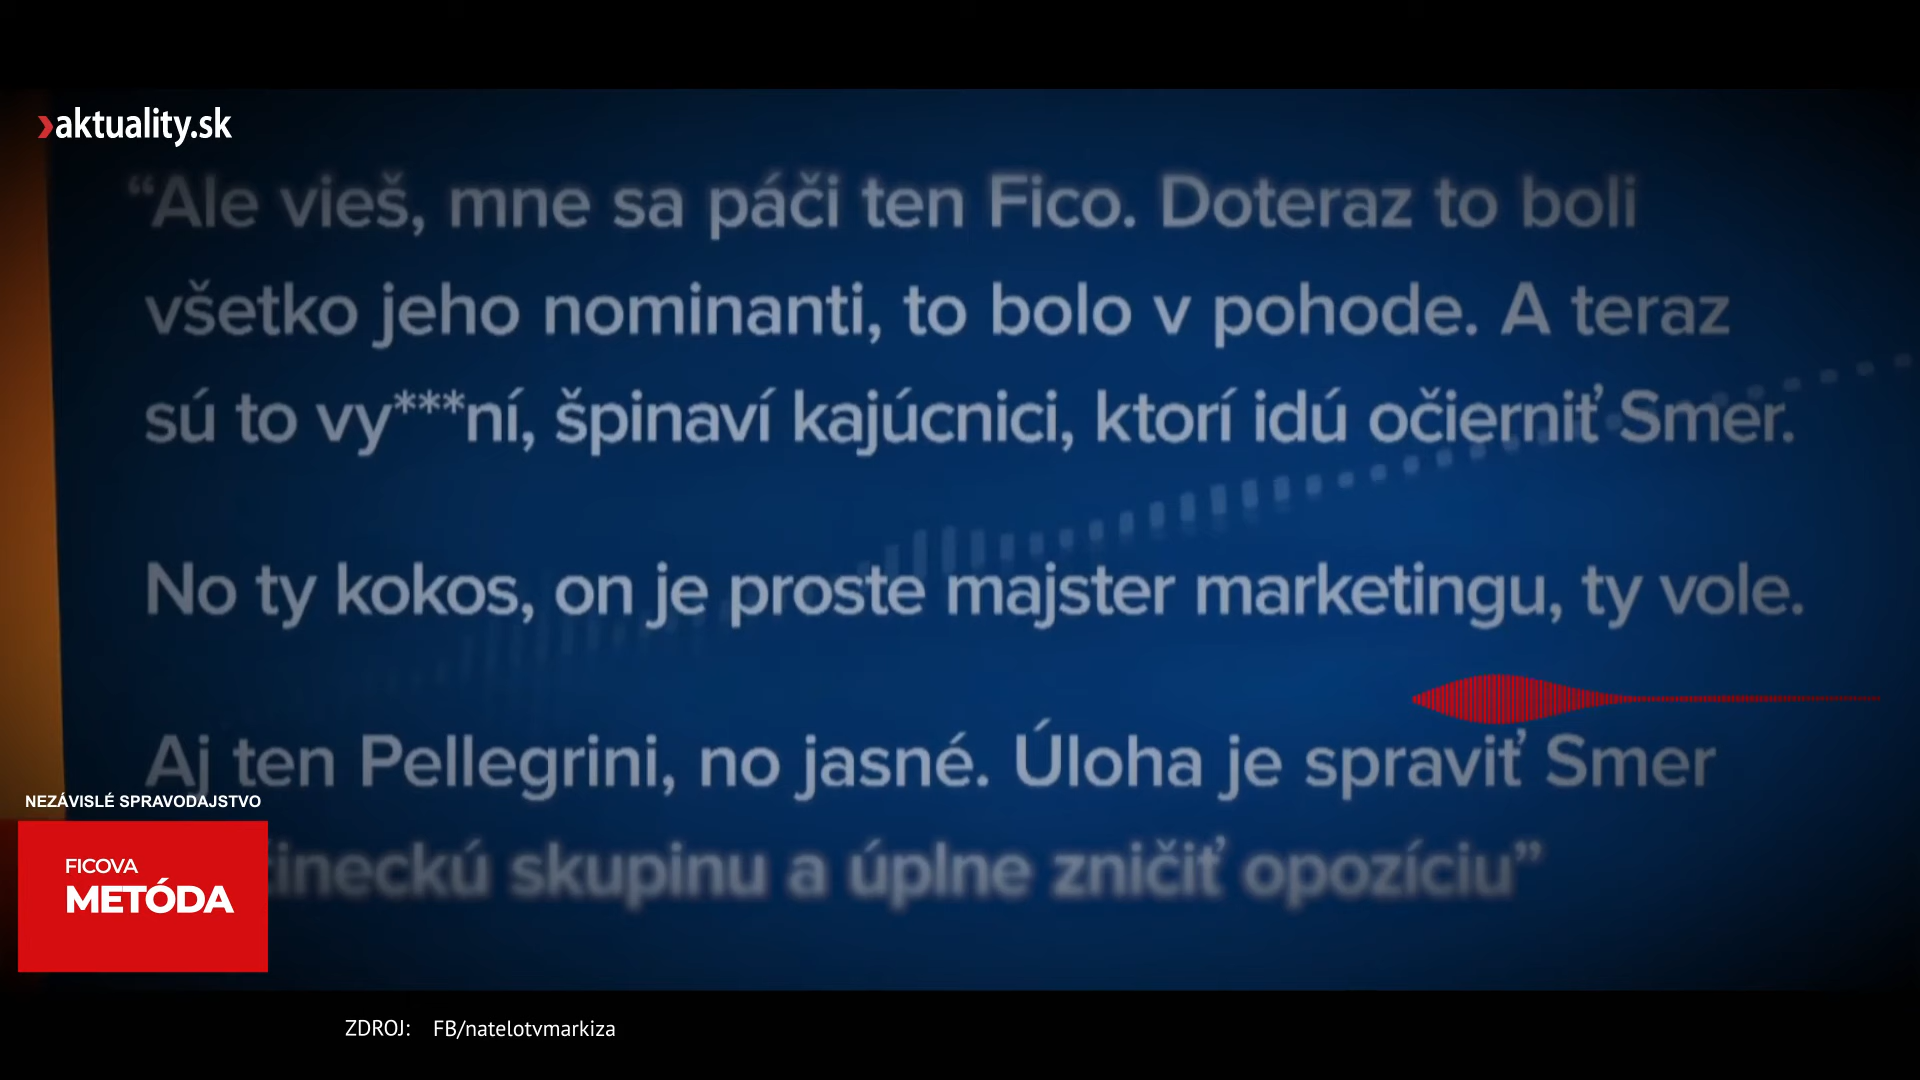 aktuality.sk
“Ale vieš, mne sa páči ten Fico. Doteraz to boli
všetko jeho nominanti, to bolo v pohode. A teraz
sú to vy***ní, špinaví kajúcnici, ktorí idú očierniť Smer.
No ty kokos, on je proste majster marketingu, ty vole.
Aj ten Pellegrini, no jasné. Úloha je spraviť Smer
skupinu a úplne zničiť opozíciu”
NEZÁVISLÉ SPRAVODAJSTVO
FICOVA
METÓDA
ZDROJ: FB/natelotvmarkiza